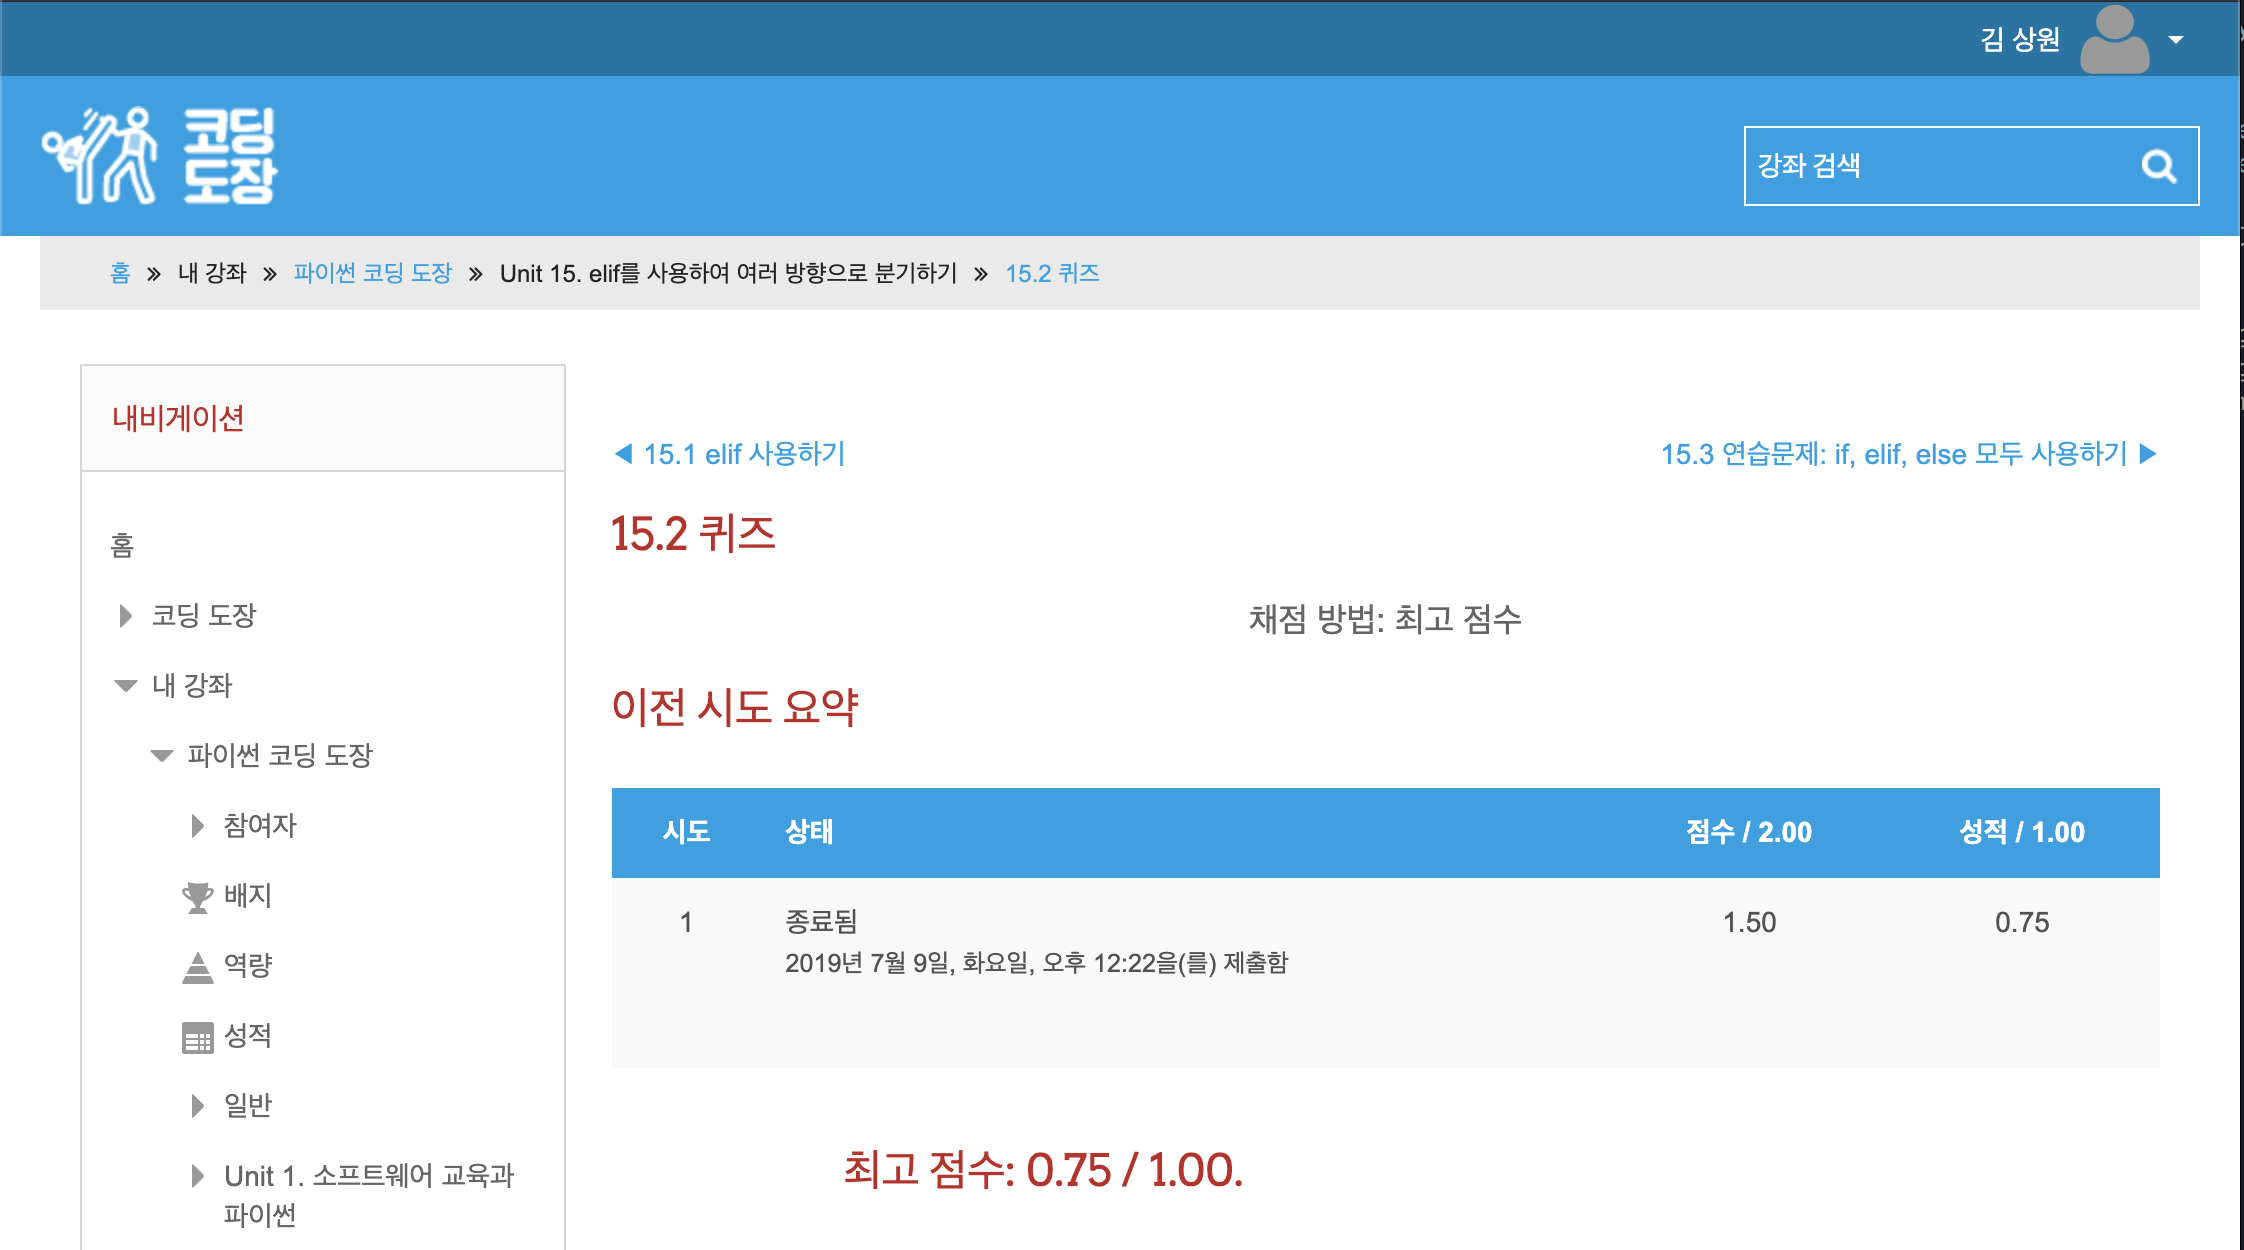 김 상원
코딩
도장
강좌 검색
홈 » 내 강좌 » 파이썬 코딩 도장 » Unit 15. elif를 사용하여 여러 방향으로 분기하기 » 15.2 퀴즈
내비게이션
홈
코딩 도장
내 강좌
파이썬 코딩 도장
참여자
배지
역량
성적
일반
Unit 1. 소프트웨어 교육과
파이썬
◀ 15.1 elif 사용하기
15.3 연습문제: if, elif, else 모두 사용하기 ▶
15.2 퀴즈
채점 방법: 최고 점수
이전 시도 요약
시도 상태 점수 / 2.00 성적 / 1.00
1 종료됨 1.50 0.75
2019년 7월 9일, 화요일, 오후 12:22을(를) 제출함
최고 점수: 0.75 / 1.00.